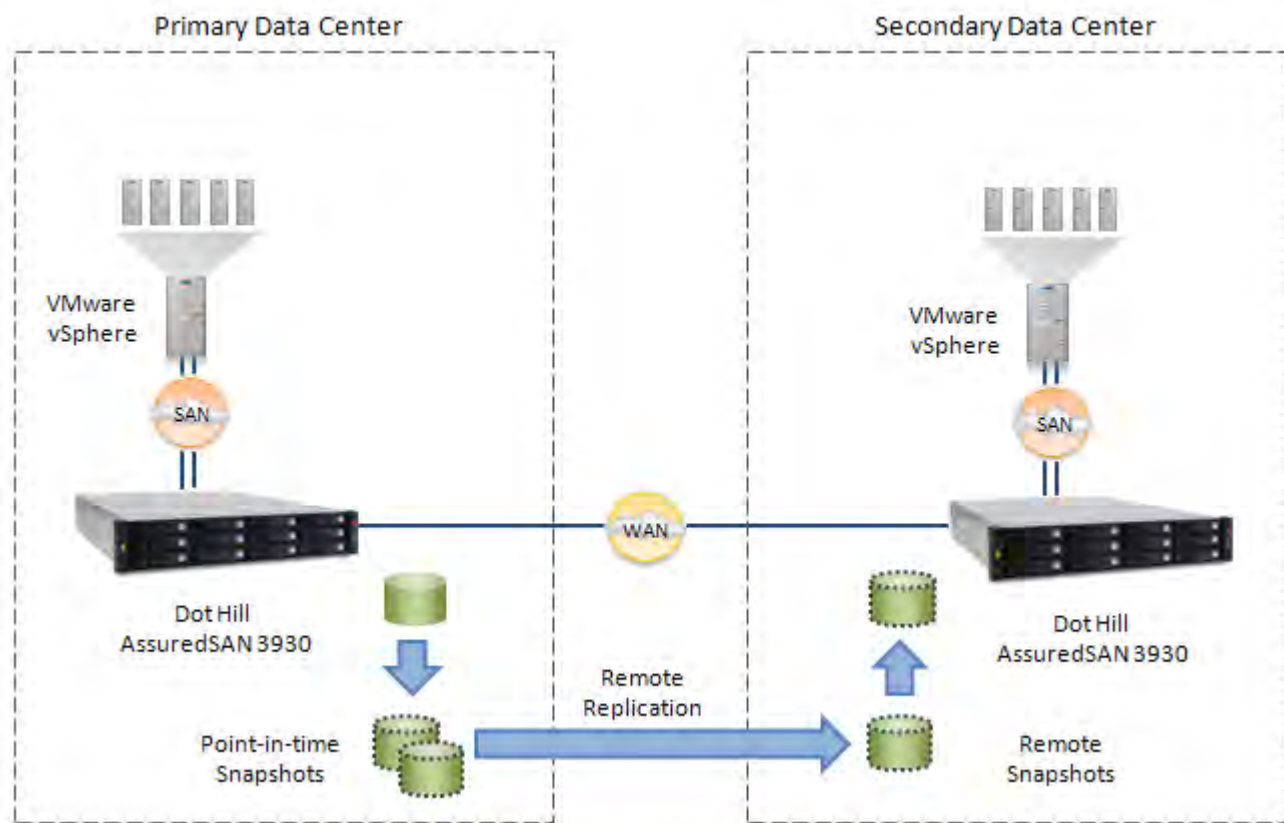 Primary Data Center
Secondary Data Center
VMware
vSphere
VMware
vSphere
SAN
SAN
WAN
Dot Hill
AssuredSAN 3930
Dot Hill
AssuredSAN 3930
Remote
Replication
Point-in-time
Snapshots
Remote
Snapshots